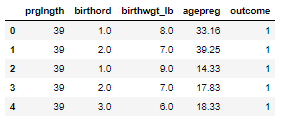 prglngth birthord birthwgt_lb agepreg outcome
0 39 1.0 8.0 33.16 1
1 39 2.0 7.0 39.25 1
2 39 1.0 9.0 14.33 1
3 39 2.0 7.0 17.83 1
4 39 3.0 6.0 18.33 1